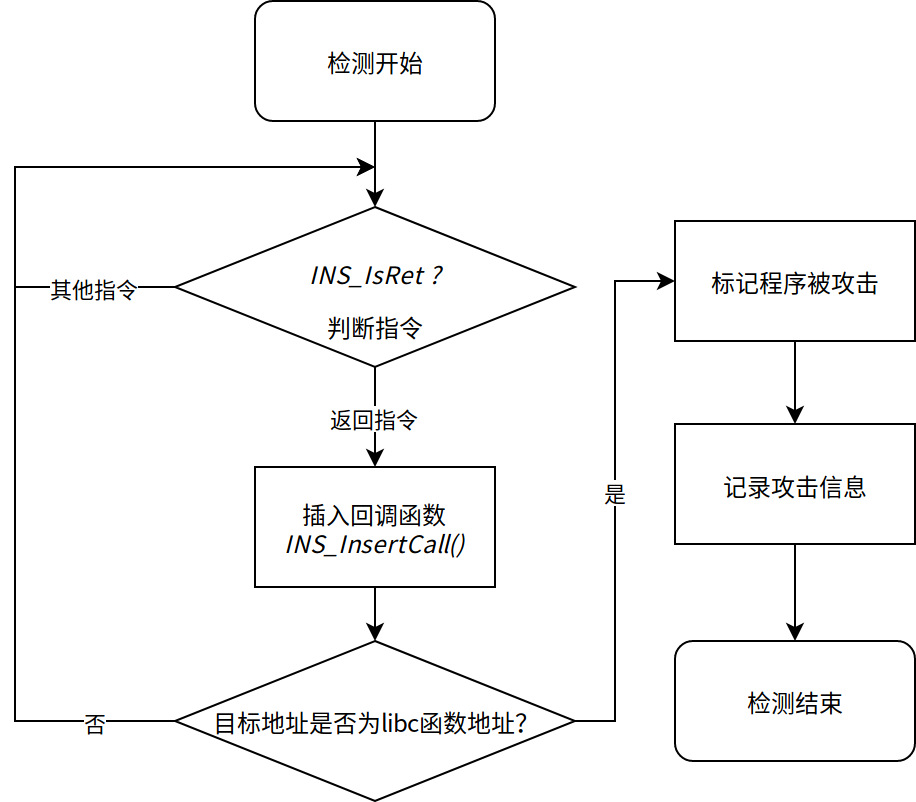 检测开始
INS_IsRet ?
判断指令
其他指令
返回指令
插入回调函数
INS_InsertCall()
目标地址是否为libc函数地址?
否
是
标记程序被攻击
记录攻击信息
检测结束